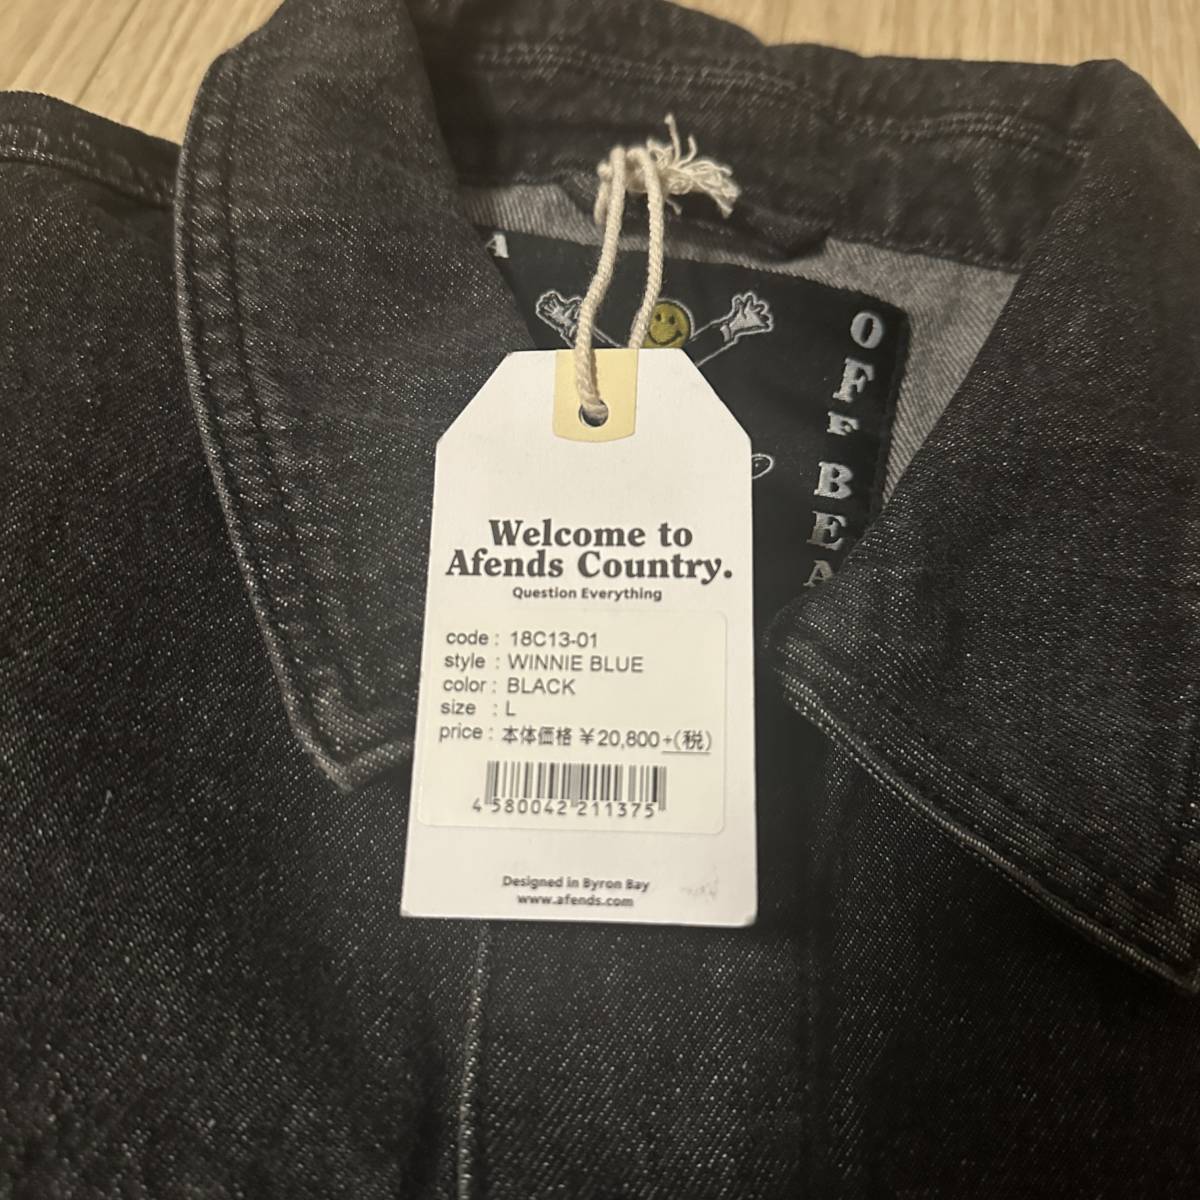 A
OFF BEA
Welcome to
Afends Country.
Question Everything
code : 18C13-01
style : WINNIE BLUE
color : BLACK
size : L
price : 本体価格 ¥20,800+(税)
4 580042 211375
Designed in Byron Bay
www.afends.com